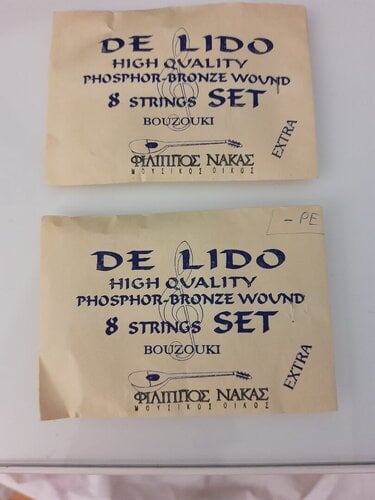 DE LIDO
HIGH QUALITY
PHOSPHOR-BRONZE WOUND
8 STRINGS SET
BOUZOUKI
EXTRA
ΦΙΛΙΠΠΟΣ ΝΑΚΑΣ
ΜΟΥΣΙΚΟΣ ΟΙΚΟΣ
- PE
DE LIDO
HIGH QUALITY
PHOSPHOR-BRONZE WOUND
8 STRINGS SET
BOUZOUKI
EXTRA
ΦΙΛΙΠΠΟΣ ΝΑΚΑΣ
ΜΟΥΣΙΚΟΣ ΟΙΚΟΣ